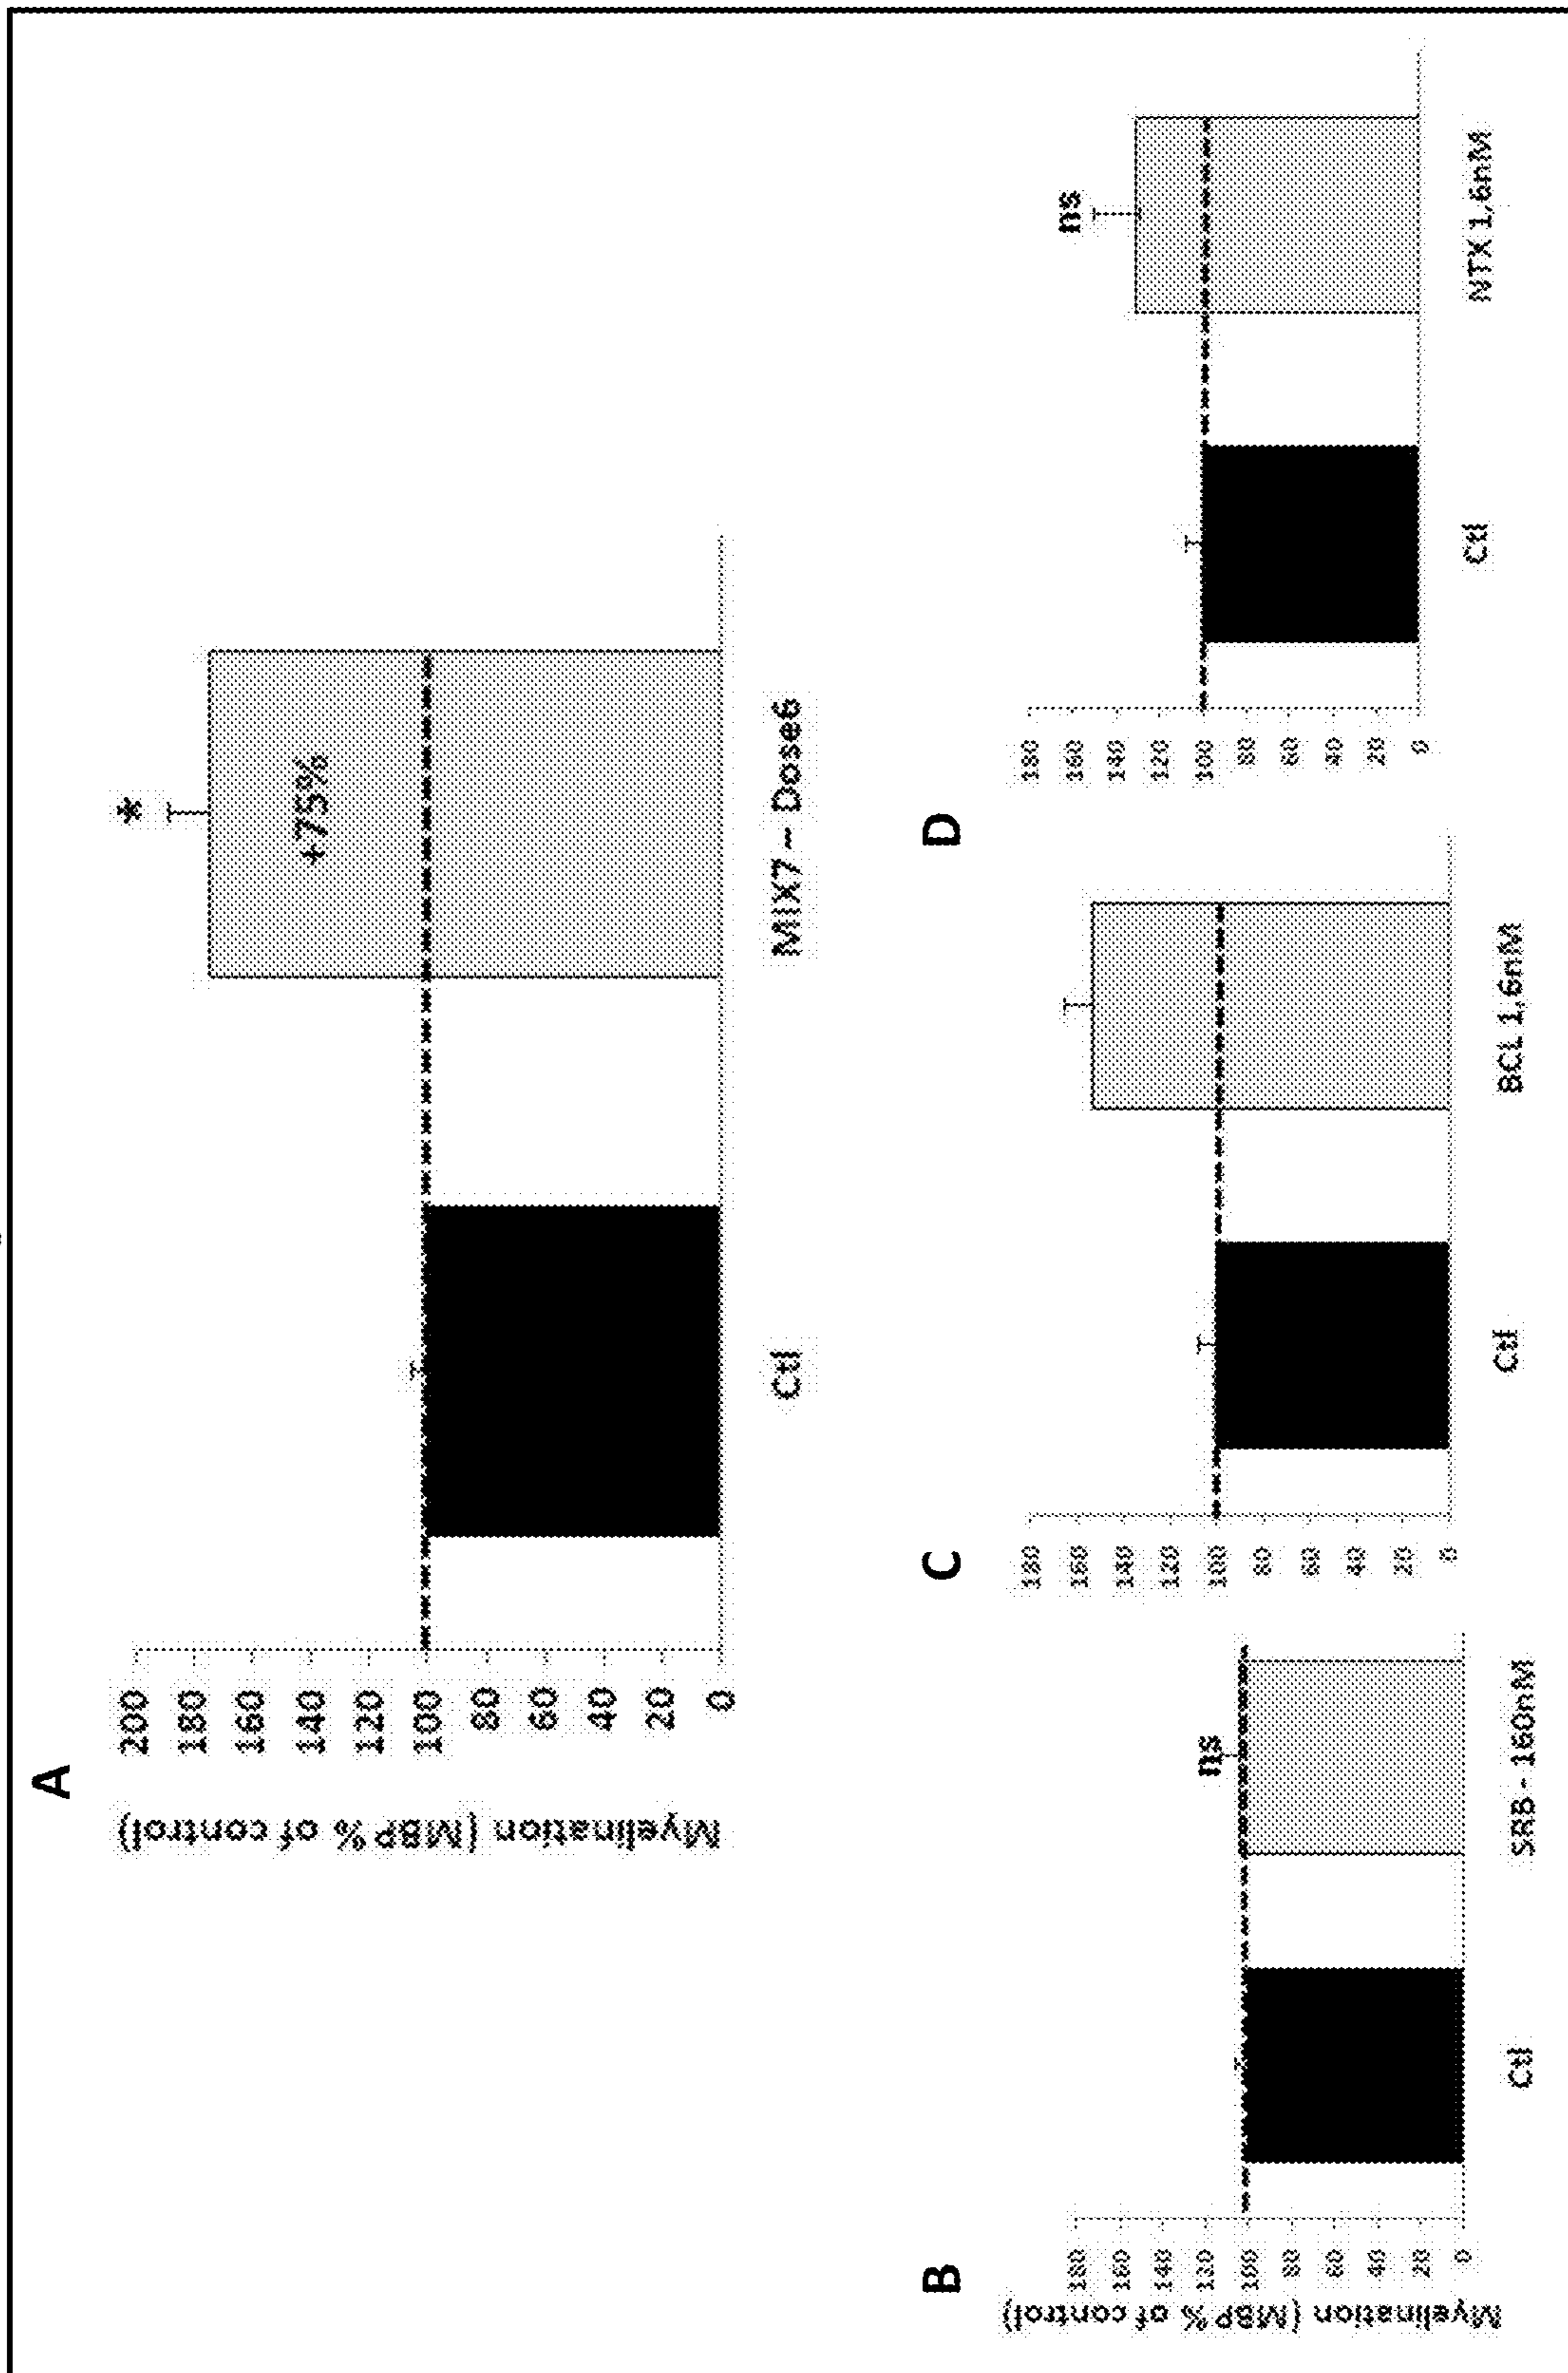 A
Myelination (MBP % of control)
200
180
160
140
120
100
80
60
40
20
0
*
+75%
Ctl
MIX7 – Dose6
B
Myelination (MBP % of control)
180
160
140
120
100
80
60
40
20
0
ns
Ctl
SRB - 160nM
C
180
160
140
120
100
80
60
40
20
0
Ctl
BCL 1,6nM
D
180
160
140
120
100
80
60
40
20
0
ns
Ctl
NTX 1,6nM